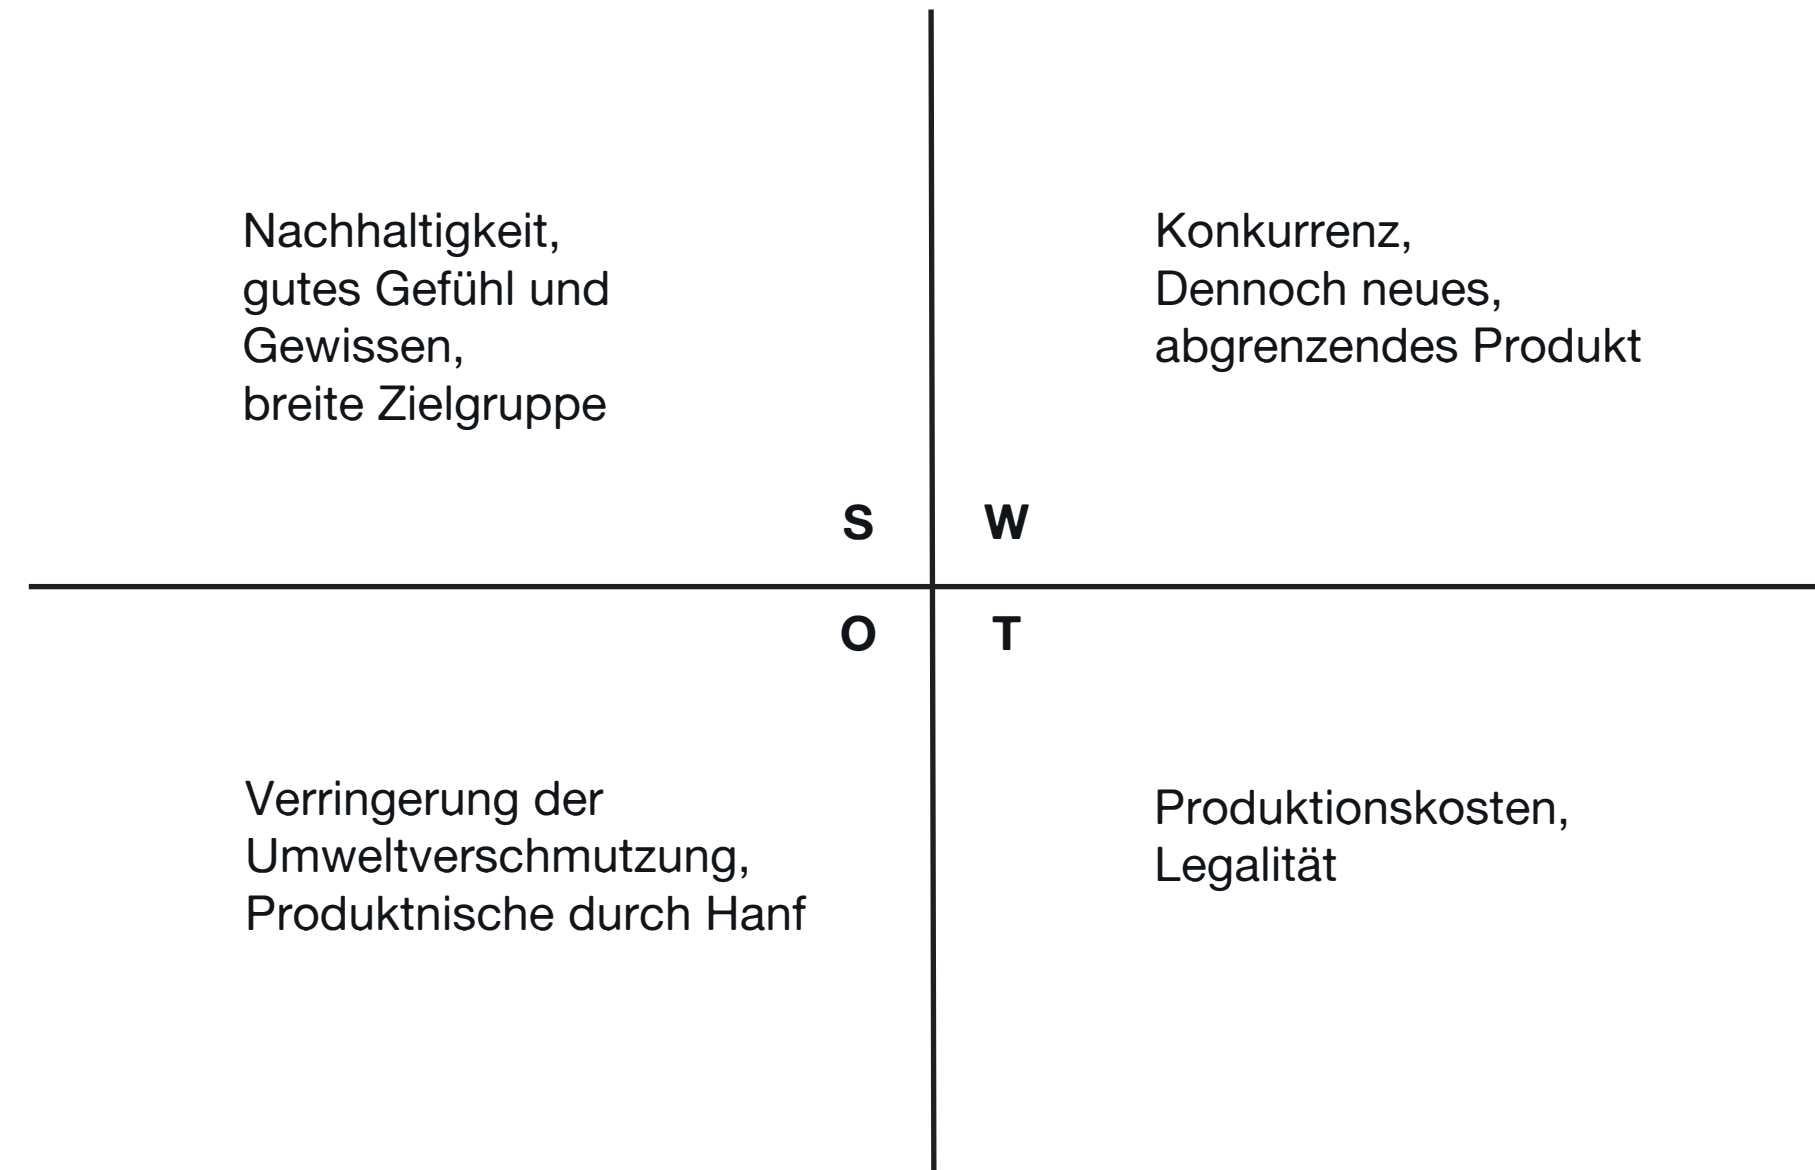 Nachhaltigkeit,
gutes Gefühl und
Gewissen,
breite Zielgruppe
Konkurrenz,
Dennoch neues,
abgrenzendes Produkt
S
W
O
T
Verringerung der
Umweltverschmutzung,
Produktnische durch Hanf
Produktionskosten,
Legalität